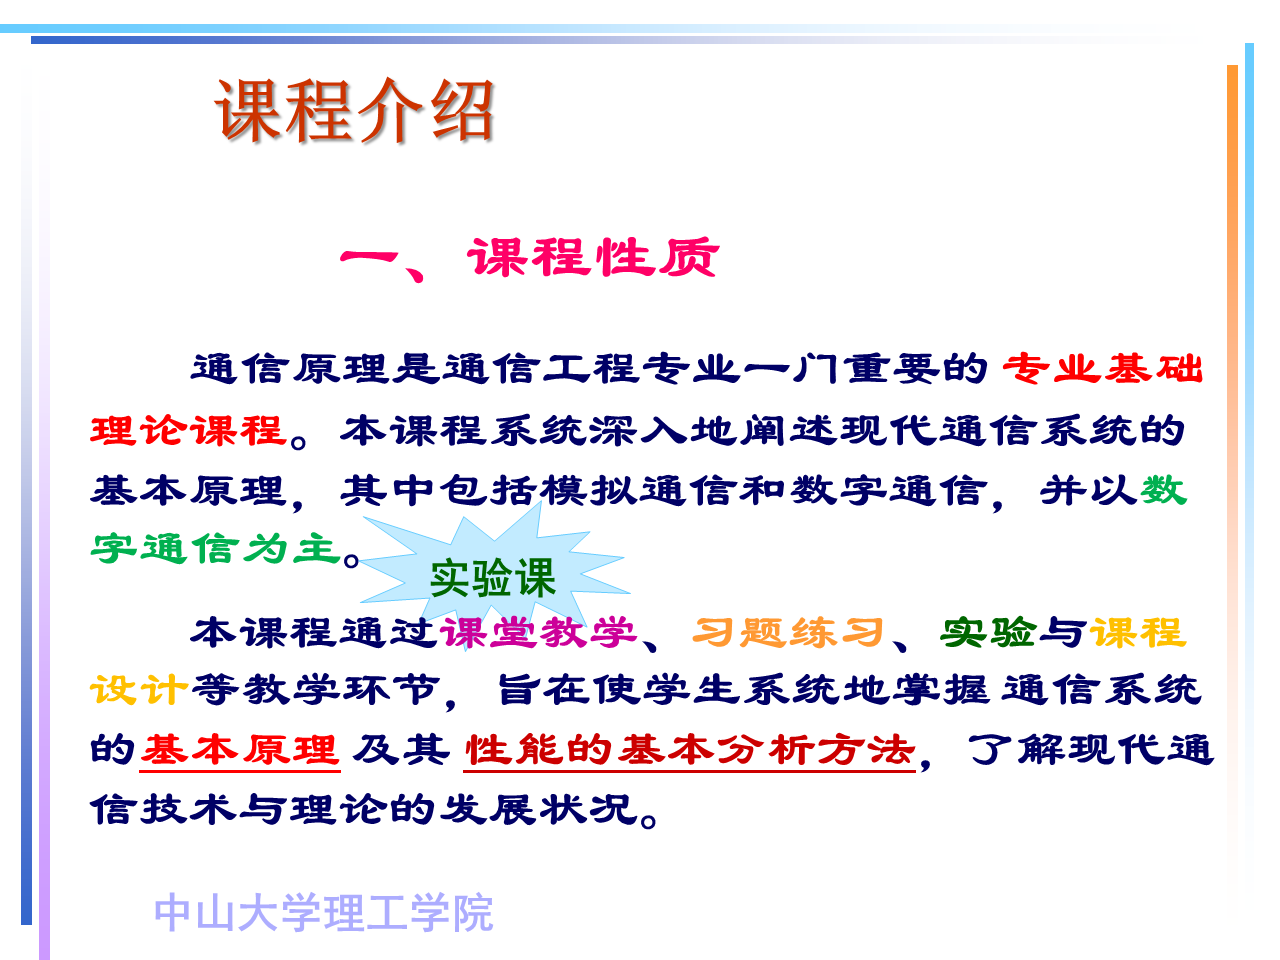 课程介绍
一、课程性质
通信原理是通信工程专业一门重要的 专业基础
理论课程。本课程系统深入地阐述现代通信系统的
基本原理，其中包括模拟通信和数字通信，并以数
字通信为主。
实验课
本课程通过课堂教学、习题练习、实验与课程
设计等教学环节，旨在使学生系统地掌握 通信系统
的基本原理 及其 性能的基本分析方法，了解现代通
信技术与理论的发展状况。
中山大学理工学院